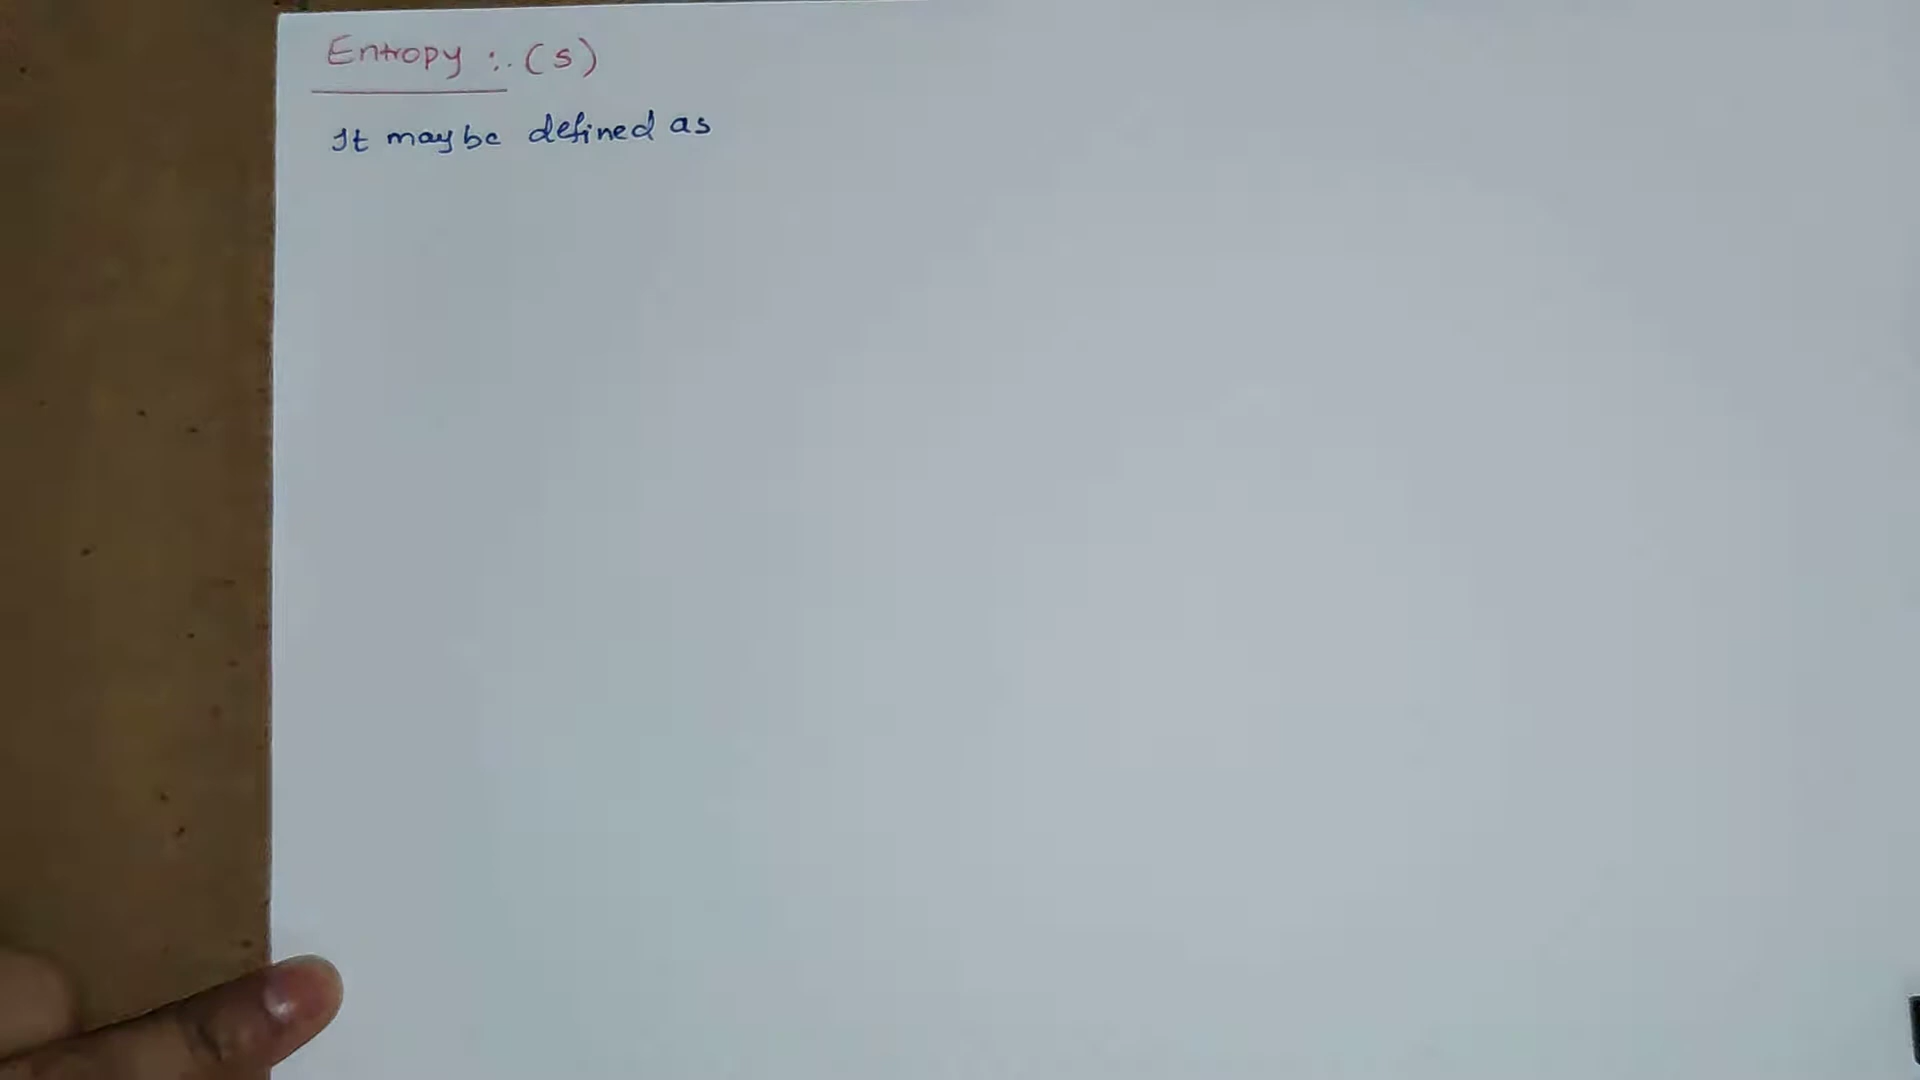 Entropy :. (s)
It may be defined as